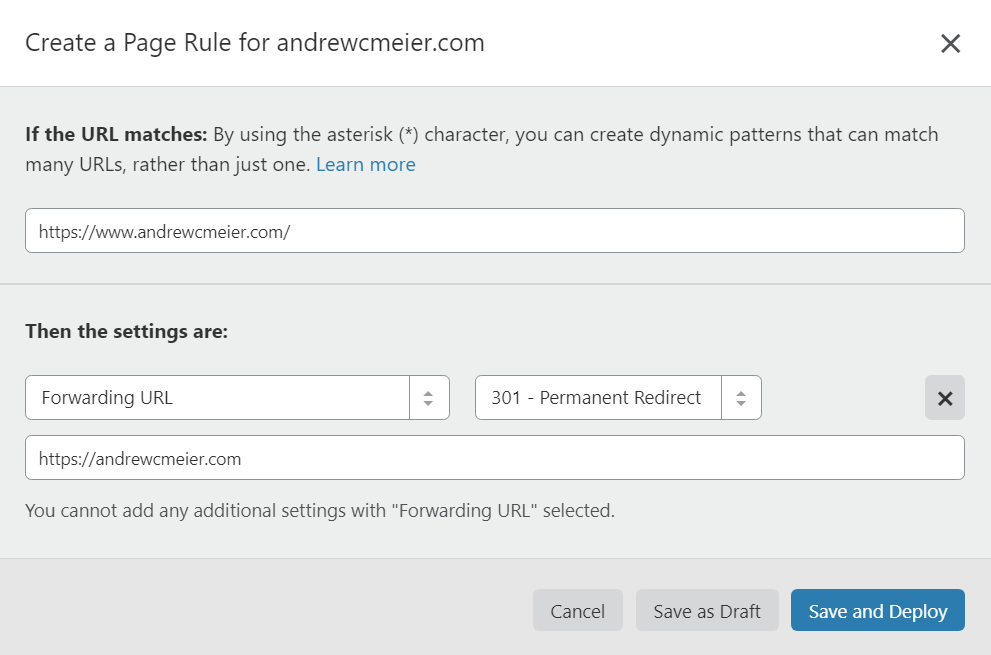 Create a Page Rule for andrewcmeier.com
If the URL matches: By using the asterisk (*) character, you can create dynamic patterns that can match
many URLs, rather than just one. Learn more
https://www.andrewcmeier.com/
Then the settings are:
Forwarding URL
301 - Permanent Redirect
https://andrewcmeier.com
You cannot add any additional settings with "Forwarding URL" selected.
Cancel
Save as Draft
Save and Deploy